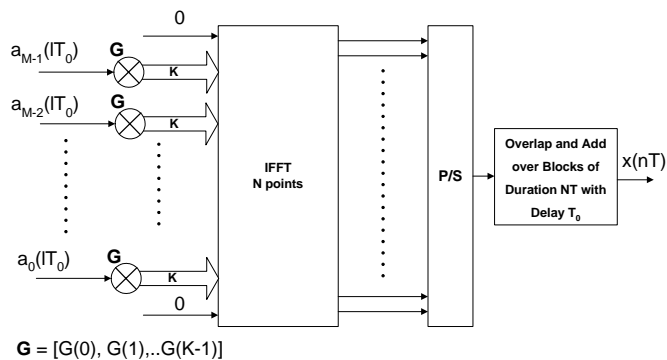 0
a_{M-1}(lT_0)
G
K
a_{M-2}(lT_0)
G
K
IFFT
N points
P/S
Overlap and Add
over Blocks of
Duration NT with
Delay T_0
x(nT)
a_0(lT_0)
G
K
0
G = [G(0), G(1),..G(K-1)]